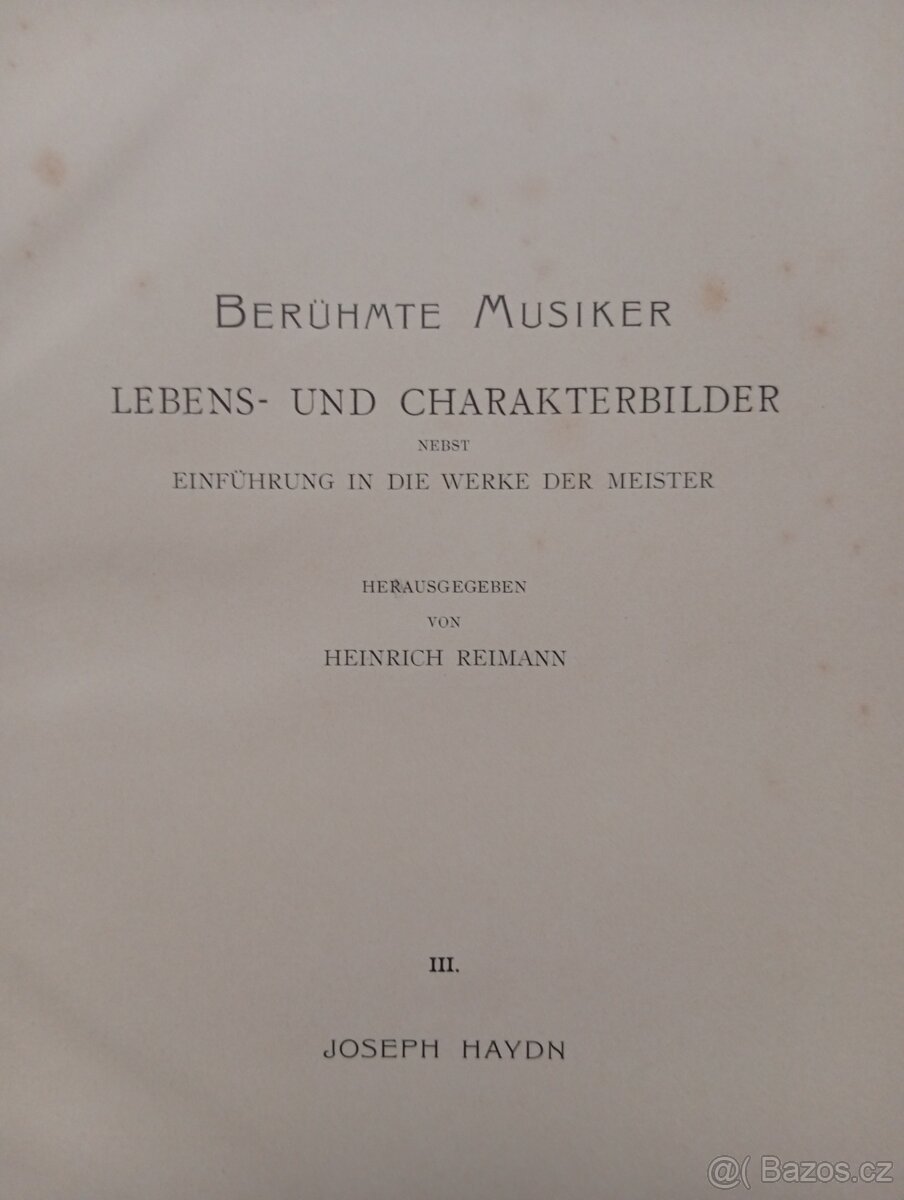 BERÜHMTE MUSIKER
LEBENS- UND CHARAKTERBILDER
NEBST
EINFÜHRUNG IN DIE WERKE DER MEISTER
HERAUSGEGEBEN
VON
HEINRICH REIMANN
III.
JOSEPH HAYDN
@( Bazos.cz